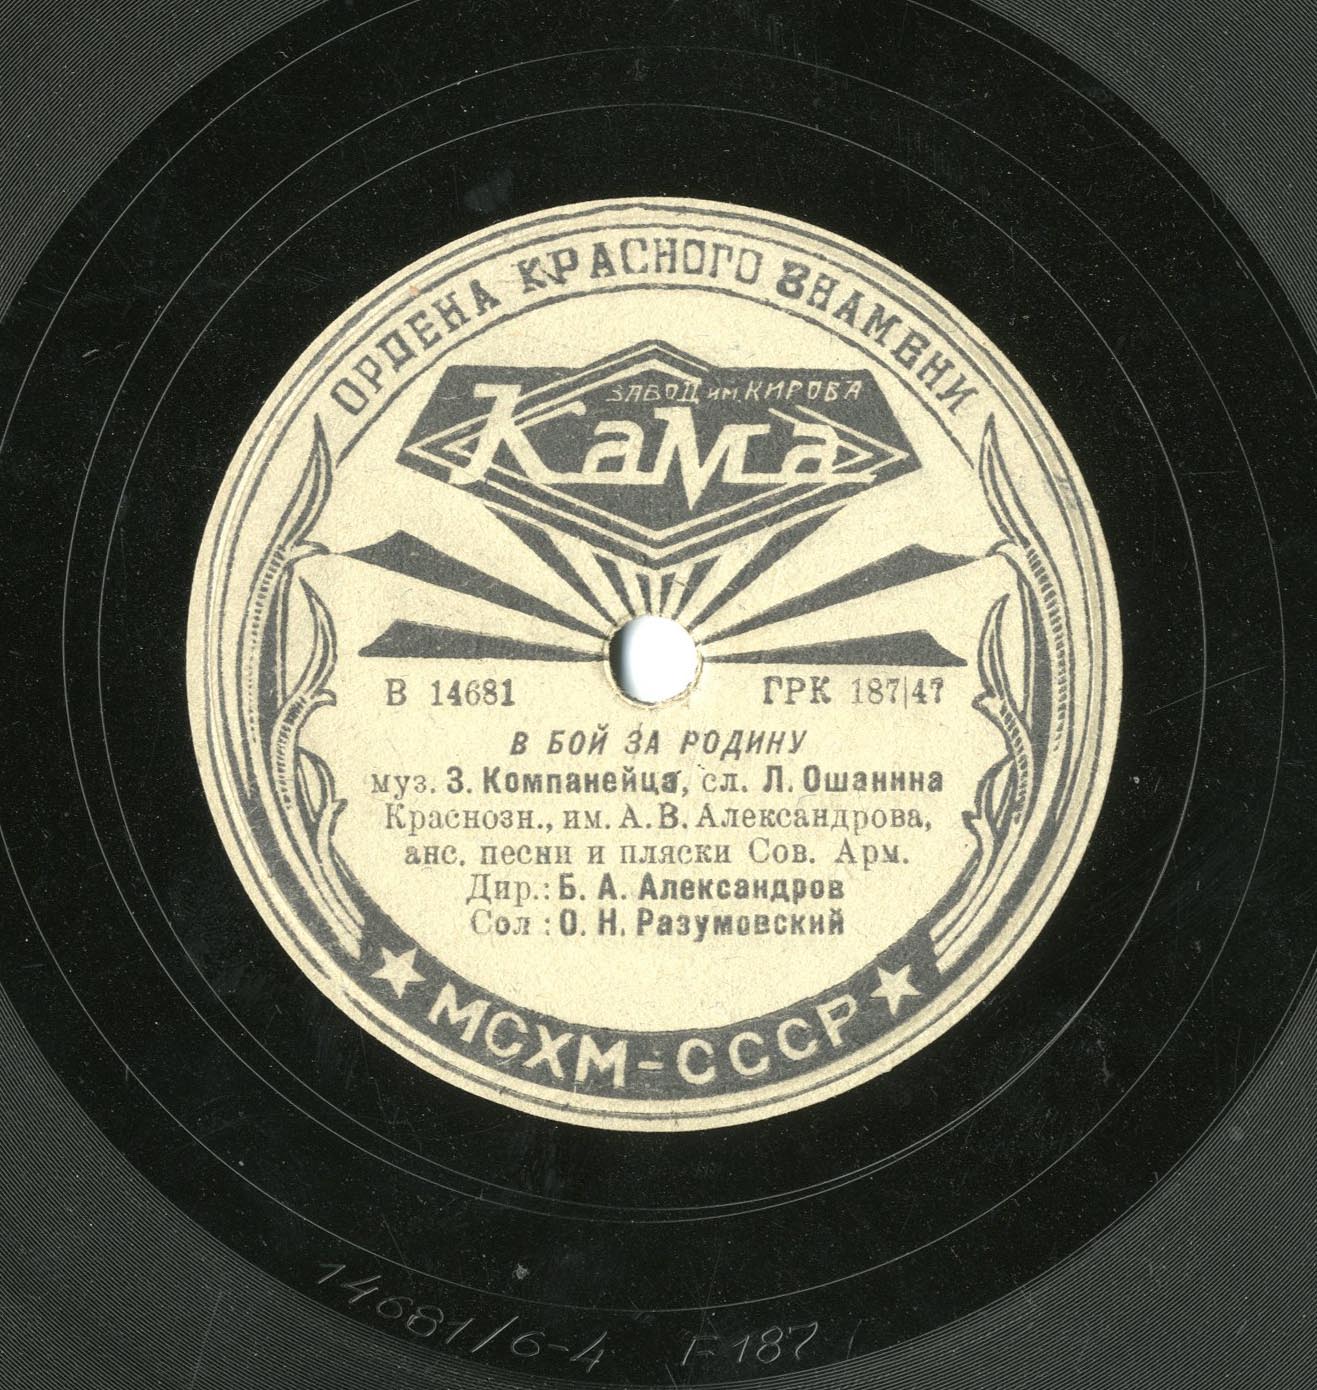 ОРДЕНА КРАСНОГО ЗНАМЕНИ
ЗАВОД им. КИРОВА
КаМа
В 14681 ГРК 187|47
В БОЙ ЗА РОДИНУ
муз. З. Компанейца, сл. Л. Ошанина
Краснозн., им. А. В. Александрова,
анс. песни и пляски Сов. Арм.
Дир.: Б. А. Александров
Сол : О. Н. Разумовский
★ МСХМ-СССР ★
14681/6-4 Г-187